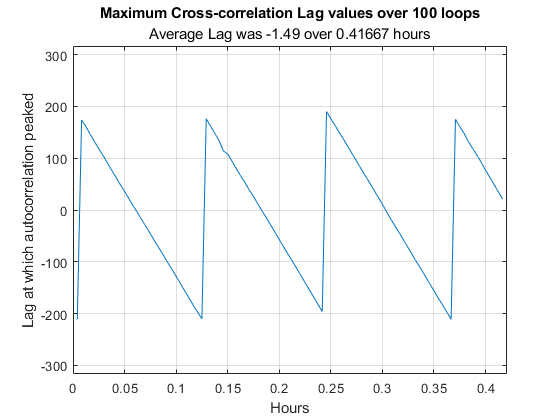 Maximum Cross-correlation Lag values over 100 loops
Average Lag was -1.49 over 0.41667 hours
Lag at which autocorrelation peaked
300
200
100
0
-100
-200
-300
0 0.05 0.1 0.15 0.2 0.25 0.3 0.35 0.4
Hours